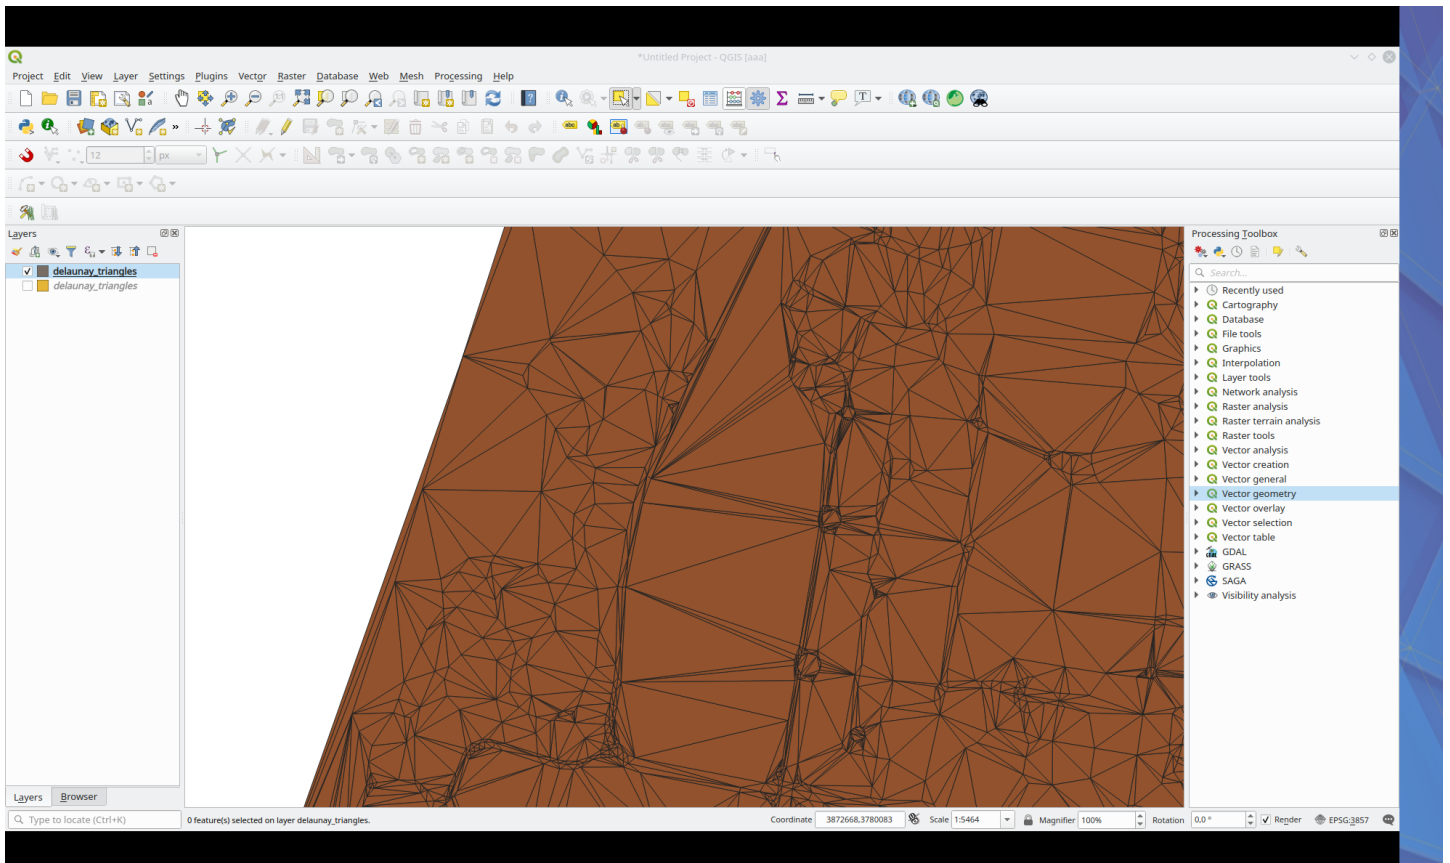 *Untitled Project - QGIS [aaa]
Project Edit View Layer Settings Plugins Vector Raster Database Web Mesh Processing Help
abc
12 px
Layers
delaunay_triangles
delaunay_triangles
Layers Browser
Processing Toolbox
Search...
Recently used
Cartography
Database
File tools
Graphics
Interpolation
Layer tools
Network analysis
Raster analysis
Raster terrain analysis
Raster tools
Vector analysis
Vector creation
Vector general
Vector geometry
Vector overlay
Vector selection
Vector table
GDAL
GRASS
SAGA
Visibility analysis
Type to locate (Ctrl+K) 0 feature(s) selected on layer delaunay_triangles. Coordinate 3872668,3780083 Scale 1:5464 Magnifier 100% Rotation 0,0 ° Render EPSG:3857